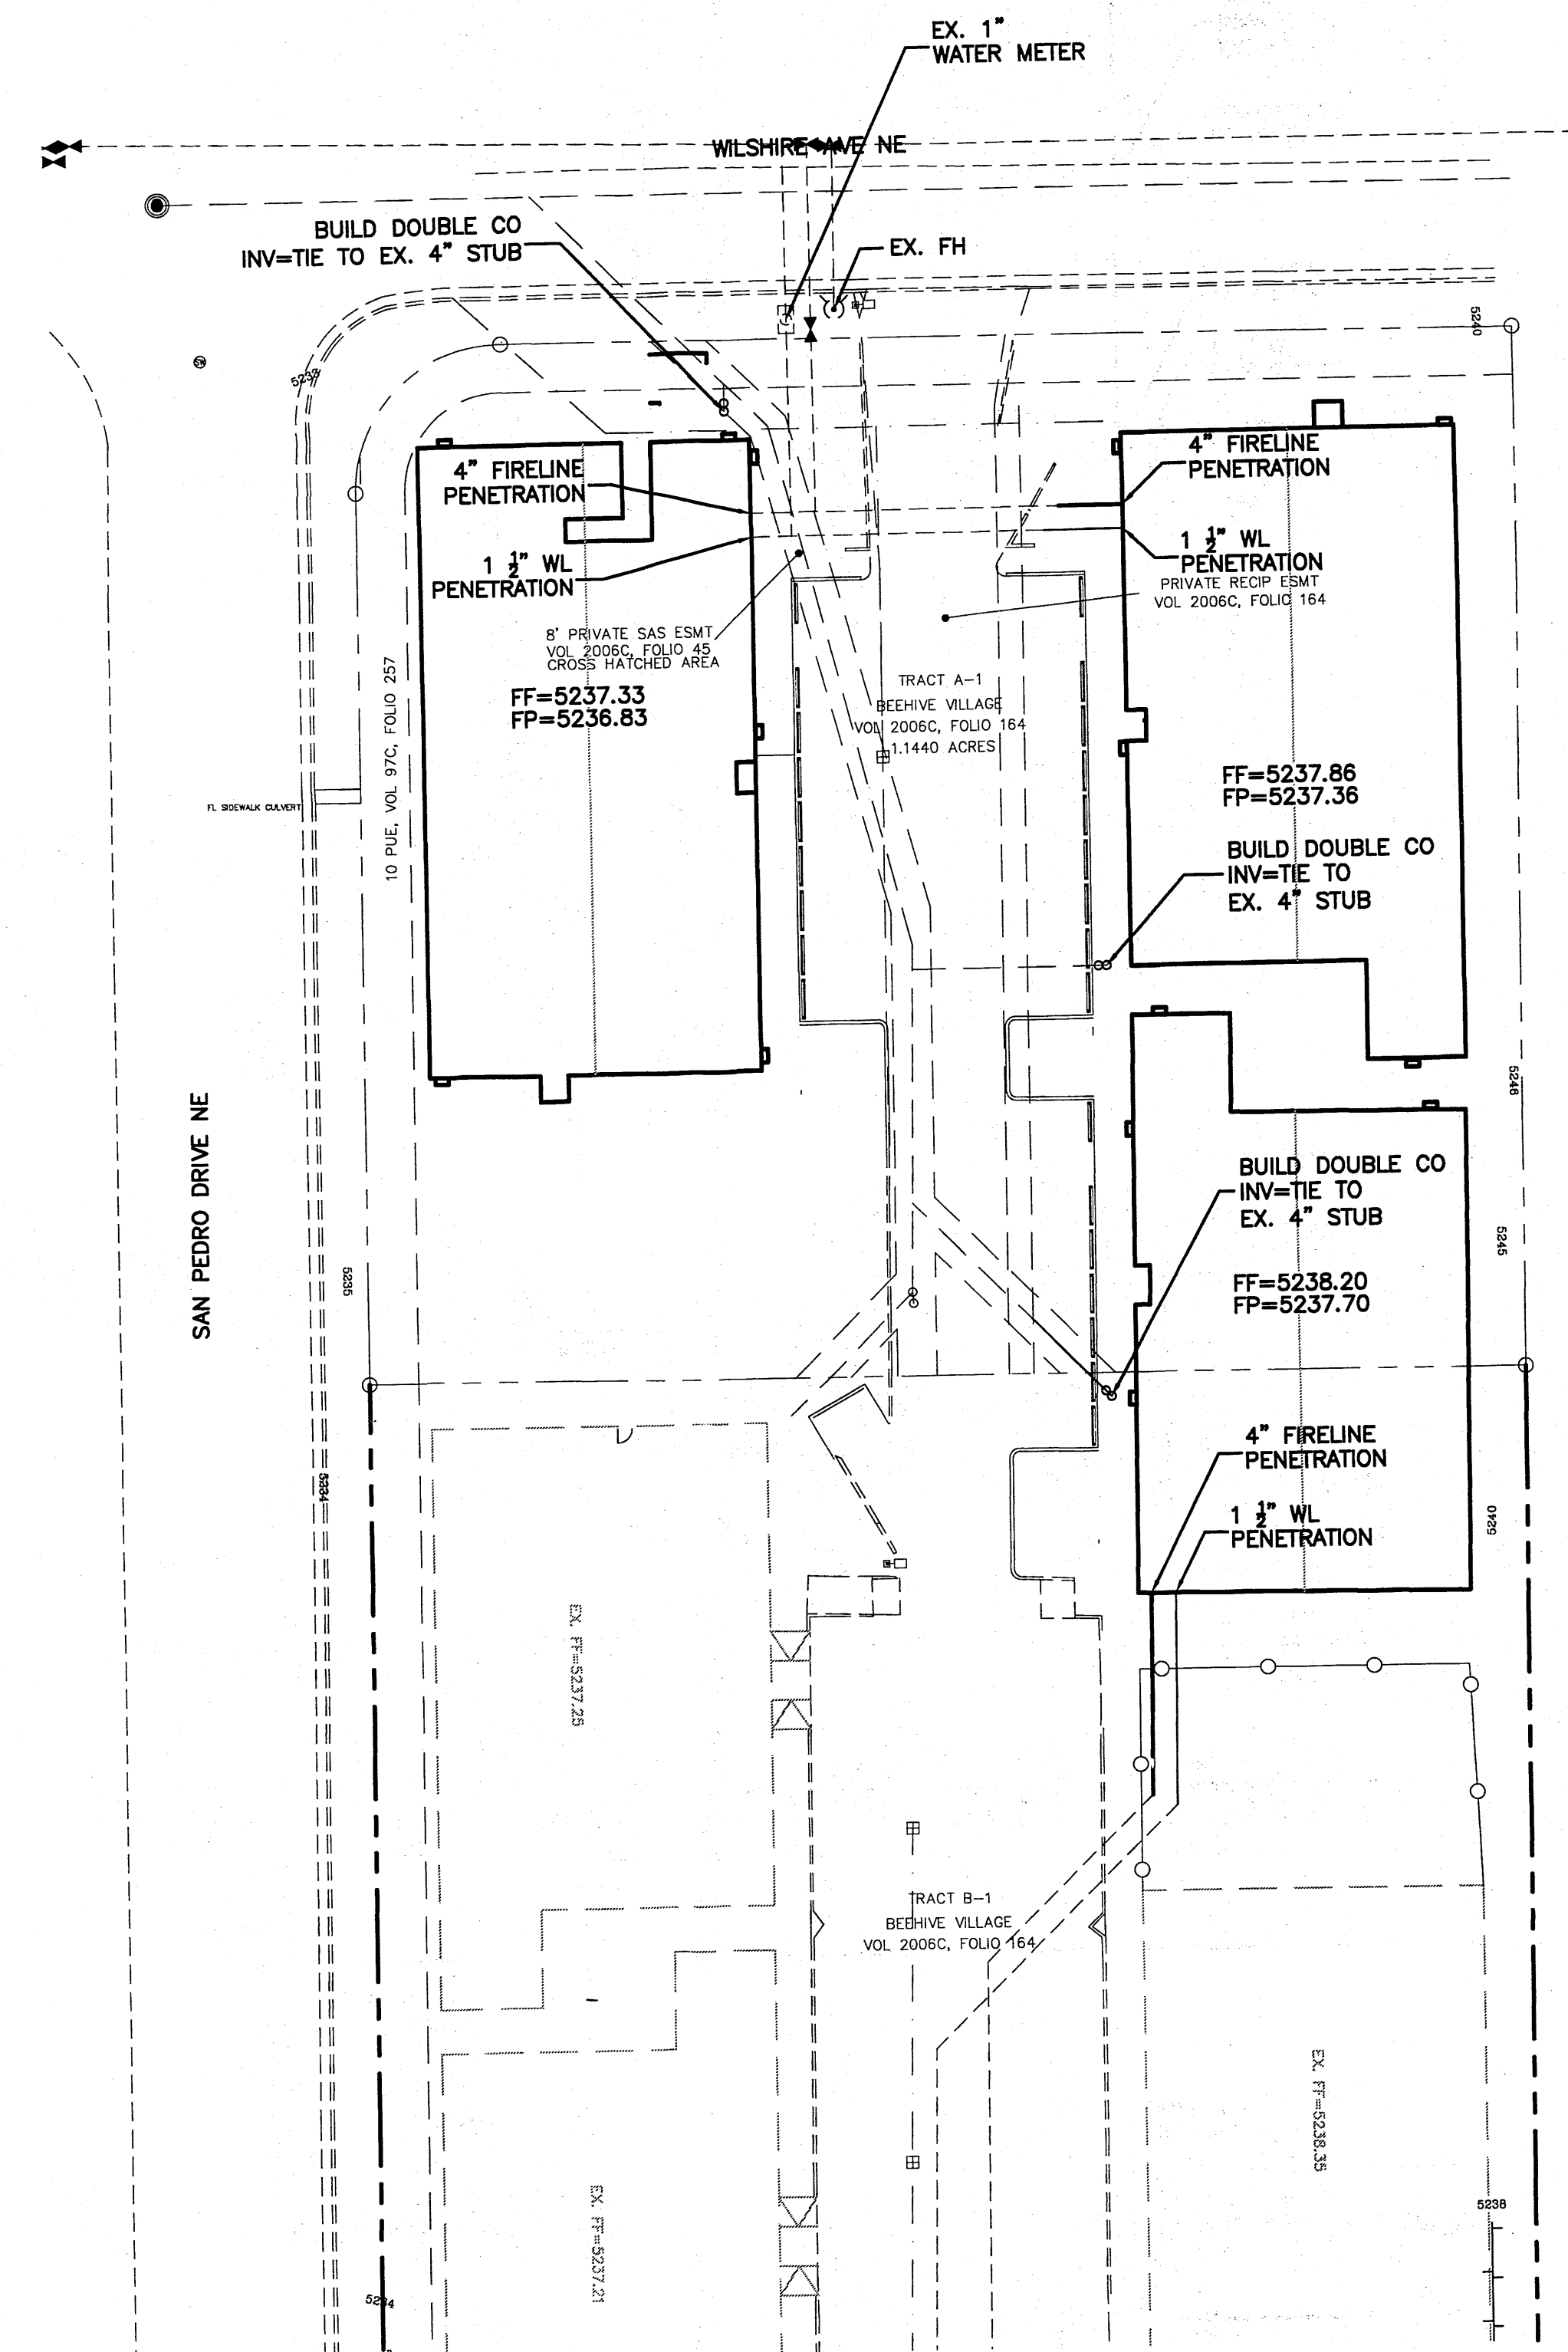 EX. 1"
WATER METER
WILSHIRE AVE NE
BUILD DOUBLE CO
INV=TIE TO EX. 4" STUB
EX. FH
5240
SW
5233
4" FIRELINE
PENETRATION
4" FIRELINE
PENETRATION
1 1/2" WL
PENETRATION
1 1/2" WL
PENETRATION
PRIVATE RECIP ESMT
VOL 2006C, FOLIO 164
8' PRIVATE SAS ESMT
VOL 2006C, FOLIO 45
CROSS HATCHED AREA
10 PUE, VOL 97C, FOLIO 257
FF=5237.33
FP=5236.83
TRACT A-1
BEEHIVE VILLAGE
VOL 2006C, FOLIO 164
1.1440 ACRES
FF=5237.86
FP=5237.36
FL SIDEWALK CULVERT
BUILD DOUBLE CO
INV=TIE TO
EX. 4" STUB
5246
SAN PEDRO DRIVE NE
BUILD DOUBLE CO
INV=TIE TO
EX. 4" STUB
5245
5235
FF=5238.20
FP=5237.70
4" FIRELINE
PENETRATION
5234
1 1/2" WL
PENETRATION
5240
EX. FF=5237.25
TRACT B-1
BEEHIVE VILLAGE
VOL 2006C, FOLIO 164
EX. FF=5238.35
EX. FF=5237.21
5238
5234